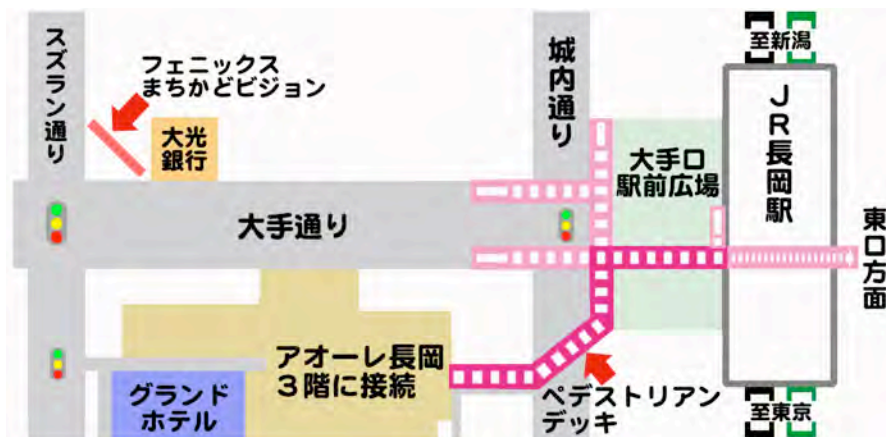 スズラン通り
フェニックス
まちかどビジョン
大光
銀行
城内通り
至新潟
JR長岡駅
大手口
駅前広場
大手通り
東口方面
アオーレ長岡
3階に接続
グランド
ホテル
ペデストリアン
デッキ
至東京